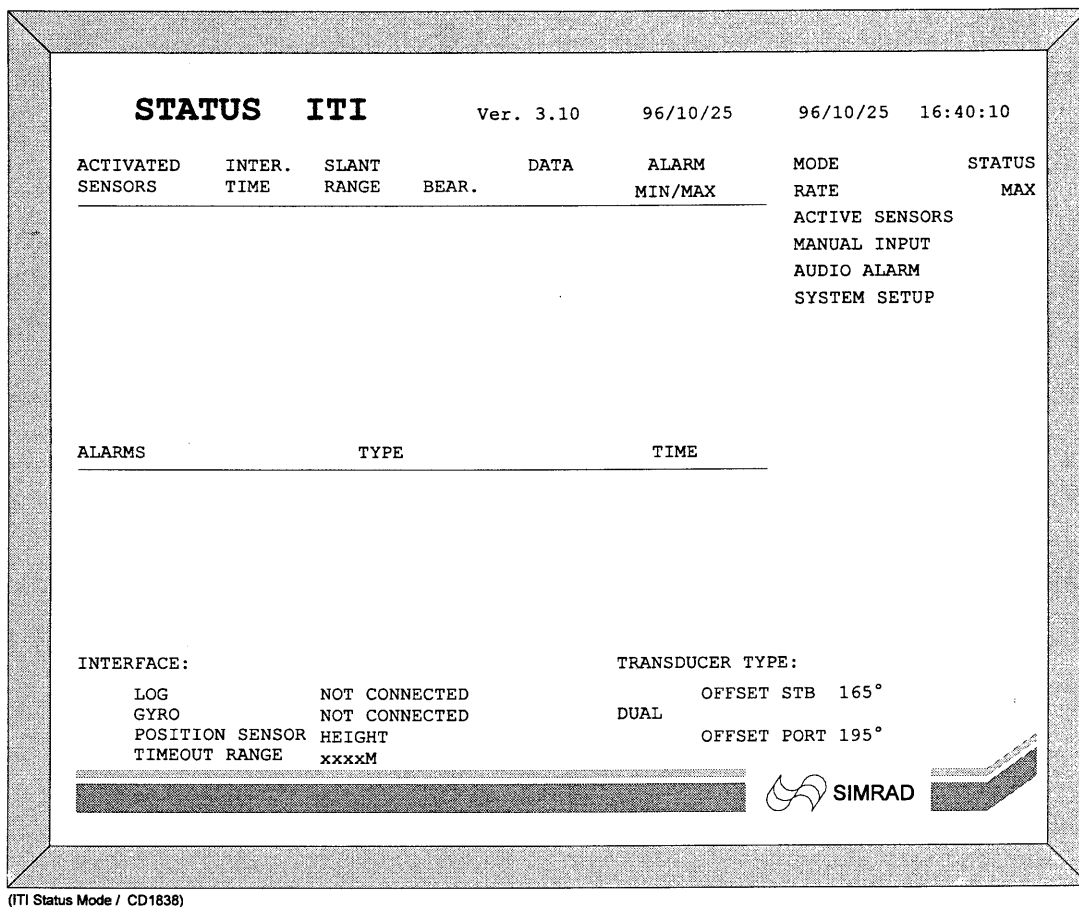 STATUS ITI Ver. 3.10 96/10/25 96/10/25 16:40:10
ACTIVATED INTER. SLANT DATA ALARM MODE STATUS
SENSORS TIME RANGE BEAR. MIN/MAX RATE MAX
ACTIVE SENSORS
MANUAL INPUT
AUDIO ALARM
SYSTEM SETUP
ALARMS TYPE TIME
INTERFACE: TRANSDUCER TYPE:
LOG NOT CONNECTED OFFSET STB 165°
GYRO NOT CONNECTED DUAL
POSITION SENSOR HEIGHT OFFSET PORT 195°
TIMEOUT RANGE xxxxM
SIMRAD
(ITI Status Mode / CD1838)